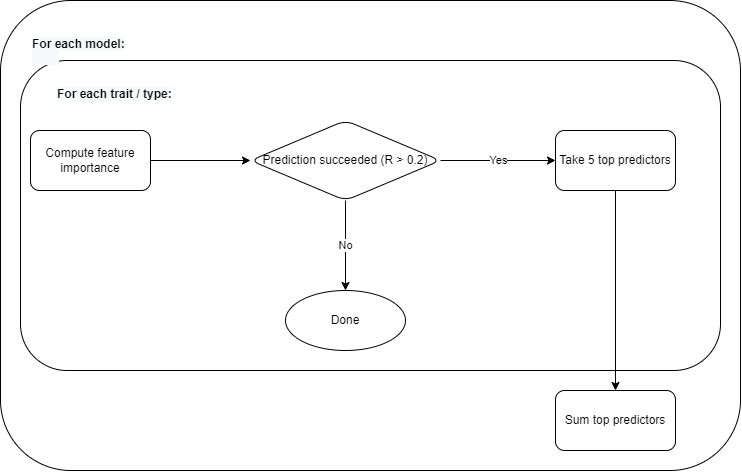 For each model:
For each trait / type:
Compute feature
importance
Prediction succeeded (R > 0.2)
Yes
Take 5 top predictors
No
Done
Sum top predictors